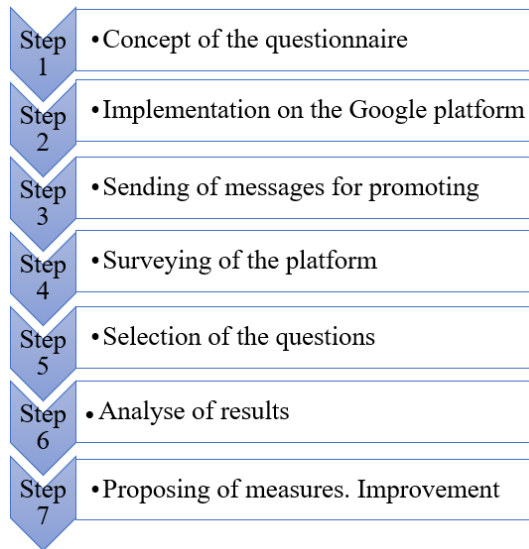 Step 1
• Concept of the questionnaire
Step 2
• Implementation on the Google platform
Step 3
• Sending of messages for promoting
Step 4
• Surveying of the platform
Step 5
• Selection of the questions
Step 6
• Analyse of results
Step 7
• Proposing of measures. Improvement